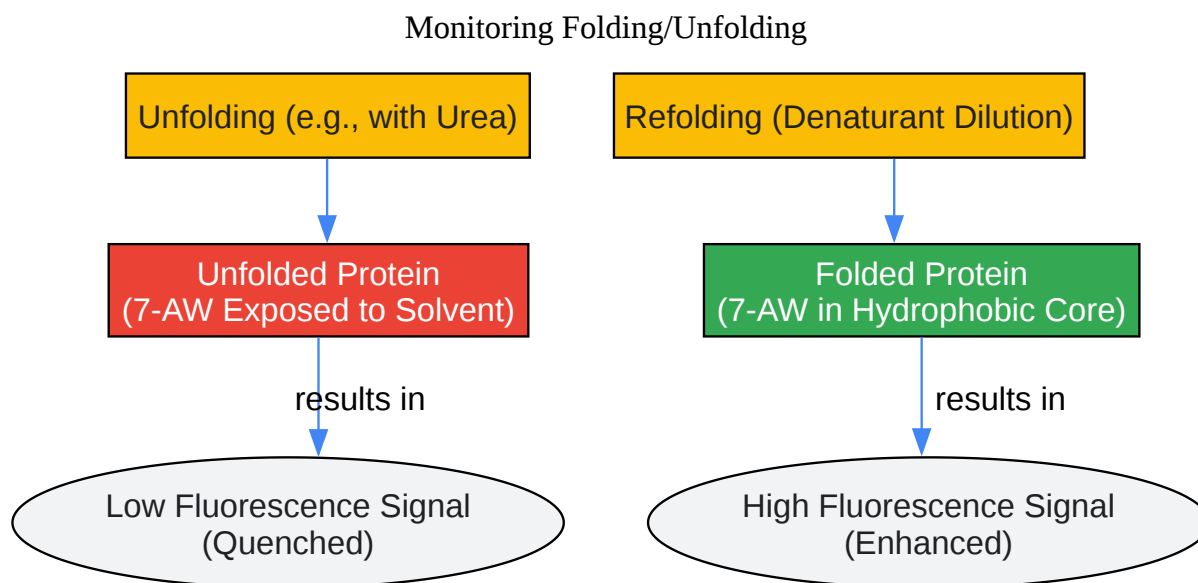 Monitoring Folding/Unfolding
Unfolding (e.g., with Urea)
Refolding (Denaturant Dilution)
Unfolded Protein
(7-AW Exposed to Solvent)
Folded Protein
(7-AW in Hydrophobic Core)
results in
results in
Low Fluorescence Signal
(Quenched)
High Fluorescence Signal
(Enhanced)